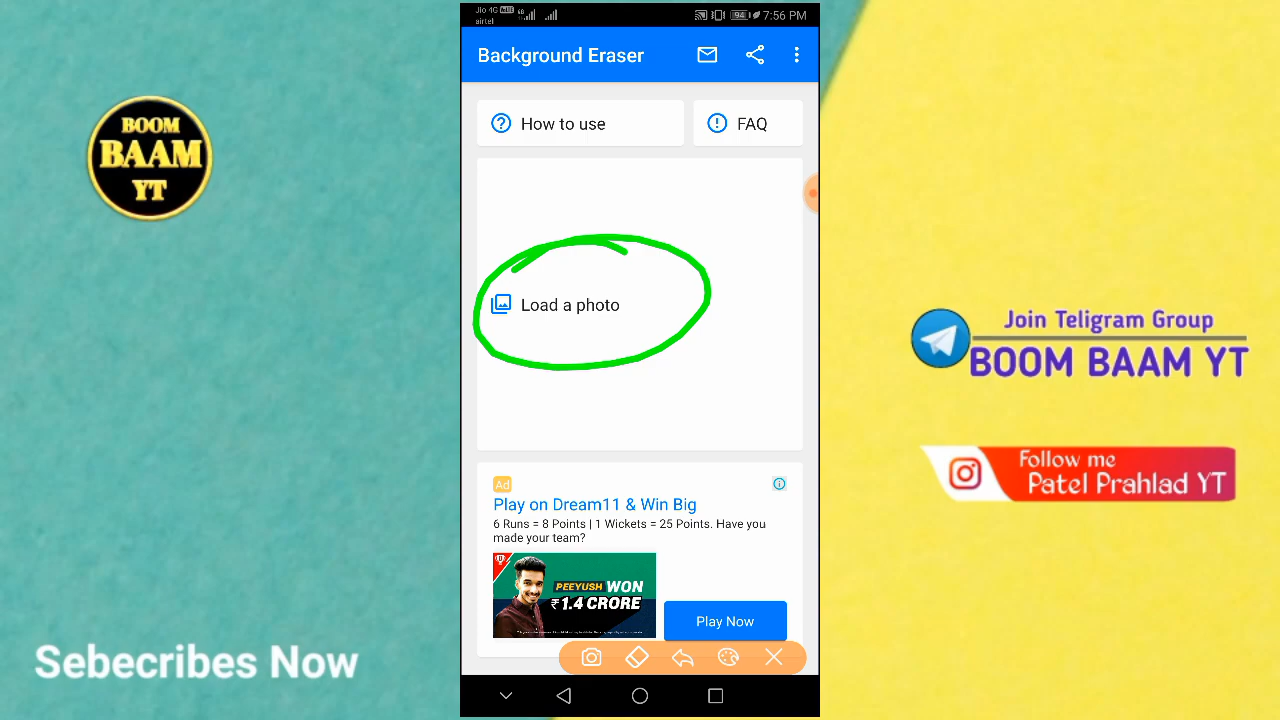 Jio 4G VoLTE
airtel
94
7:56 PM
Background Eraser
How to use
FAQ
Load a photo
Ad
Play on Dream11 & Win Big
6 Runs = 8 Points | 1 Wickets = 25 Points. Have you
made your team?
PEEYUSH WON
₹1.4 CRORE
Play Now
BOOM
BAAM
YT
Sebecribes Now
Join Teligram Group
BOOM BAAM YT
Follow me
Patel Prahlad YT